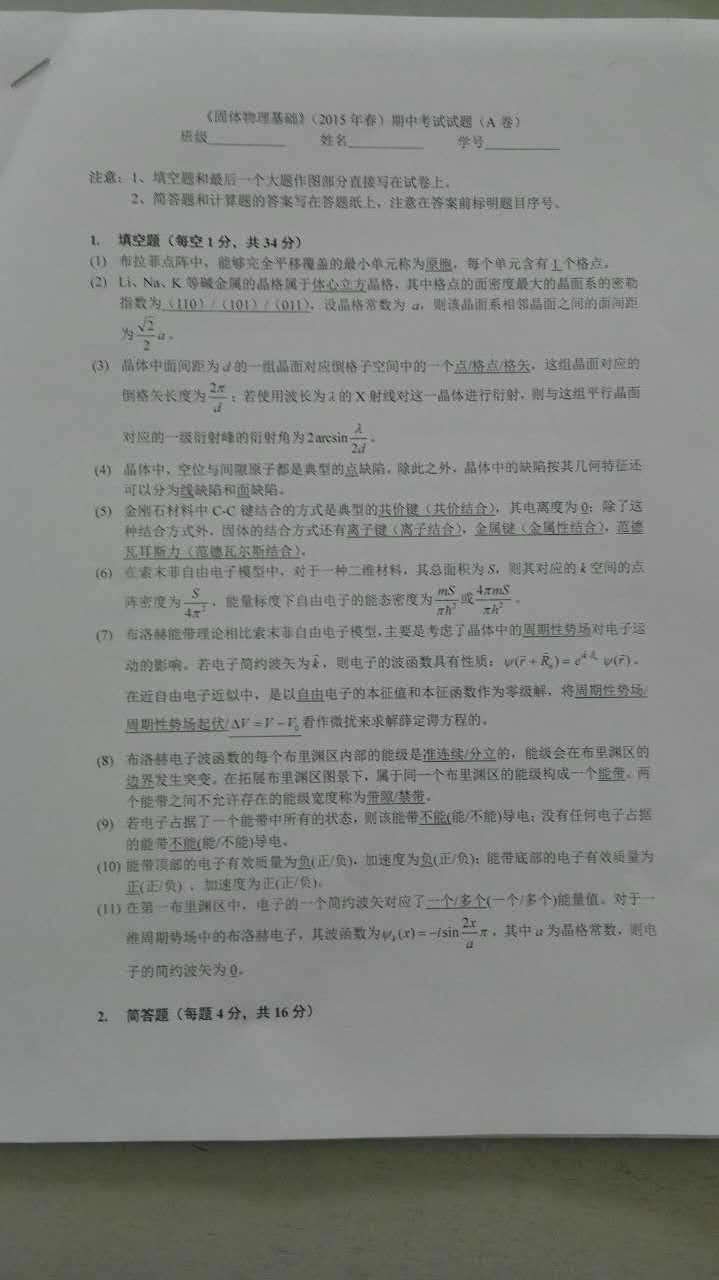 《固体物理基础》（2015 年春）期中考试试题（A 卷）
班级__________ 姓名__________ 学号__________
注意：1、填空题和最后一个大题作图部分直接写在试卷上。
2、简答题和计算题的答案写在答题纸上，注意在答案前标明题目序号。
1. 填空题（每空 1 分，共 34 分）
(1) 布拉菲点阵中，能够完全平移覆盖的最小单元称为原胞，每个单元含有 1 个格点。
(2) Li、Na、K 等碱金属的晶格属于体心立方晶格，其中格点的面密度最大的晶面系的密勒
指数为（110）/（101）/（011），设晶格常数为 a，则该晶面系相邻晶面之间的面间距
为 √2/2 a。
(3) 晶体中面间距为 d 的一组晶面对应倒格子空间中的一个点/格点/格矢，这组晶面对应的
倒格矢长度为 2π/d；若使用波长为 λ 的 X 射线对这一晶体进行衍射，则与这组平行晶面
对应的一级衍射峰的衍射角为 2arcsin λ/2d。
(4) 晶体中，空位与间隙原子都是典型的点缺陷。除此之外，晶体中的缺陷按其几何特征还
可以分为线缺陷和面缺陷。
(5) 金刚石材料中 C-C 键结合的方式是典型的共价键（共价结合），其电离度为 0；除了这
种结合方式外，固体的结合方式还有离子键（离子结合），金属键（金属性结合），范德
瓦耳斯力（范德瓦尔斯结合）。
(6) 在索末菲自由电子模型中，对于一种二维材料，其总面积为 S，则其对应的 k 空间的点
阵密度为 S/4π²，能量标度下自由电子的能态密度为 mS/πħ² 或 4πmS/πh²。
(7) 布洛赫能带理论相比索末菲自由电子模型，主要是考虑了晶体中的周期性势场对电子运
动的影响。若电子简约波矢为 k⃗，则电子的波函数具有性质：ψ(r⃗ + R⃗ₙ) = e^{ik·Rₙ} ψ(r⃗)。
在近自由电子近似中，是以自由电子的本征值和本征函数作为零级解，将周期性势场/
周期性势场起伏/ΔV = V − V₀ 看作微扰来求解薛定谔方程的。
(8) 布洛赫电子波函数的每个布里渊区内部的能级是准连续/分立的，能级会在布里渊区的
边界发生突变。在拓展布里渊区图景下，属于同一个布里渊区的能级构成一个能带。两
个能带之间不允许存在的能级宽度称为带隙/禁带。
(9) 若电子占据了一个能带中所有的状态，则该能带不能(能/不能)导电；没有任何电子占据
的能带不能(能/不能)导电。
(10) 能带顶部的电子有效质量为负(正/负)，加速度为负(正/负)；能带底部的电子有效质量为
正(正/负) ，加速度为正(正/负)。
(11) 在第一布里渊区中，电子的一个简约波矢对应了一个/多个(一个/多个)能量值。对于一
维周期势场中的布洛赫电子，其波函数为 ψₖ(x) = −i sin 2x/a π，其中 a 为晶格常数，则电
子的简约波矢为 0。
2. 简答题（每题 4 分，共 16 分）